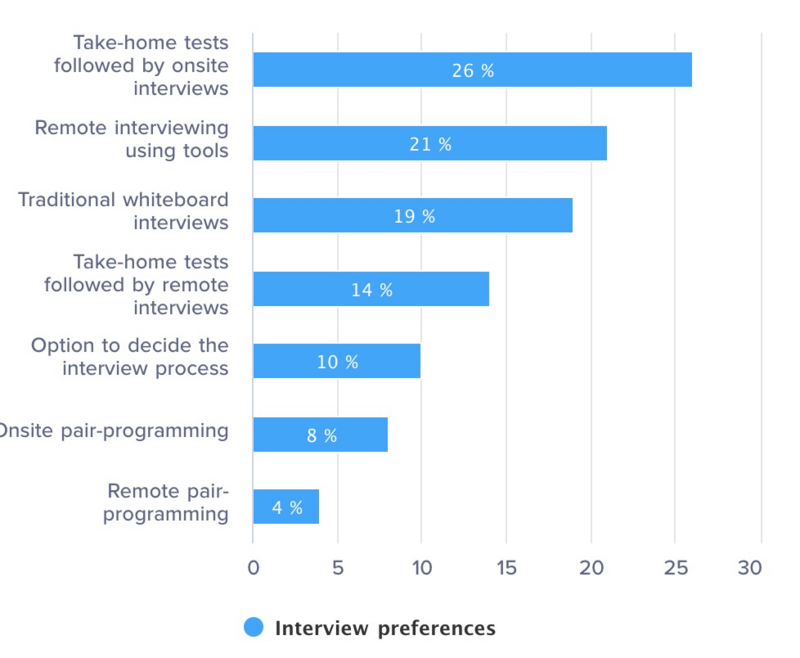 Take-home tests
followed by onsite
interviews
26 %
Remote interviewing
using tools
21 %
Traditional whiteboard
interviews
19 %
Take-home tests
followed by remote
interviews
14 %
Option to decide the
interview process
10 %
Onsite pair-programming
8 %
Remote pair-
programming
4 %
0 5 10 15 20 25 30
Interview preferences